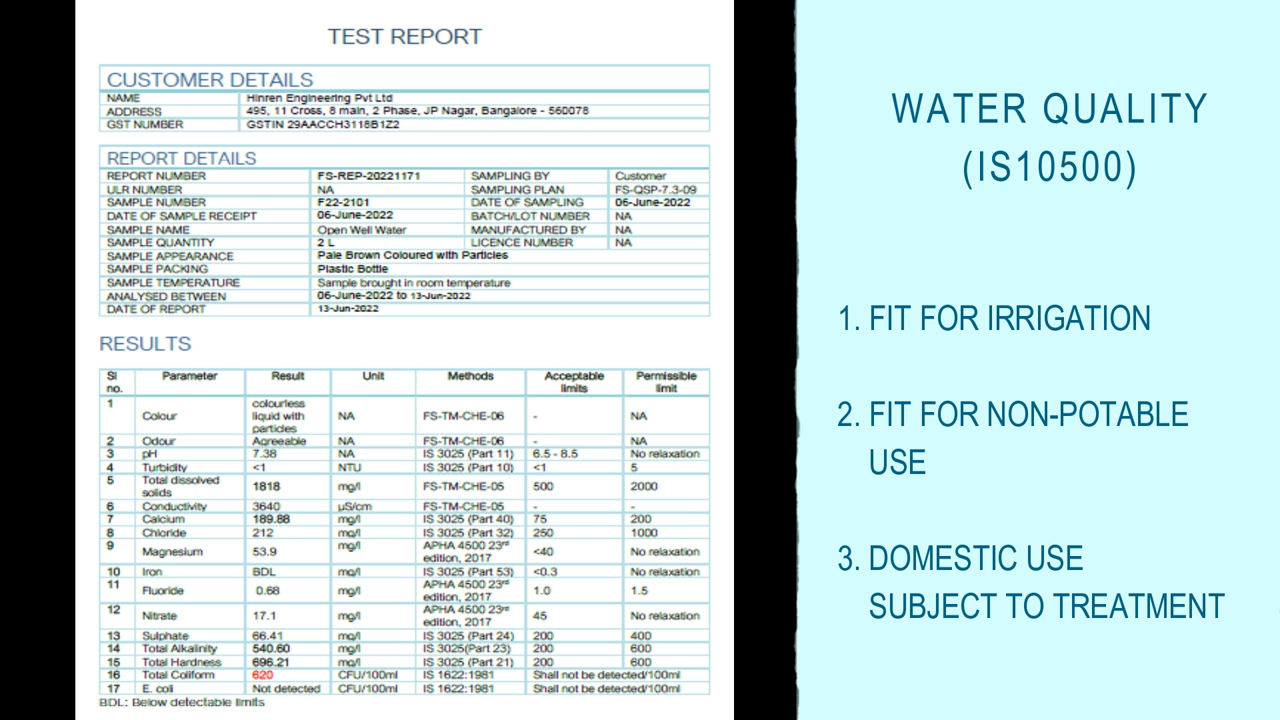 TEST REPORT
CUSTOMER DETAILS
NAME Hinren Engineering Pvt Ltd
ADDRESS 495, 11 Cross, 8 main, 2 Phase, JP Nagar, Bangalore - 560078
GST NUMBER GSTIN 29AACCH3118B1Z2
REPORT DETAILS
REPORT NUMBER FS-REP-20221171 SAMPLING BY Customer
ULR NUMBER NA SAMPLING PLAN FS-QSP-7.3-09
SAMPLE NUMBER F22-2101 DATE OF SAMPLING 06-June-2022
DATE OF SAMPLE RECEIPT 06-June-2022 BATCH/LOT NUMBER NA
SAMPLE NAME Open Well Water MANUFACTURED BY NA
SAMPLE QUANTITY 2 L LICENCE NUMBER NA
SAMPLE APPEARANCE Pale Brown Coloured with Particles
SAMPLE PACKING Plastic Bottle
SAMPLE TEMPERATURE Sample brought in room temperature
ANALYSED BETWEEN 06-June-2022 to 13-Jun-2022
DATE OF REPORT 13-Jun-2022
RESULTS
Sl no. Parameter Result Unit Methods Acceptable limits Permissible limit
1 Colour colourless liquid with particles NA FS-TM-CHE-06 - NA
2 Odour Agreeable NA FS-TM-CHE-06 - NA
3 pH 7.38 NA IS 3025 (Part 11) 6.5 - 8.5 No relaxation
4 Turbidity <1 NTU IS 3025 (Part 10) <1 5
5 Total dissolved solids 1818 mg/l FS-TM-CHE-05 500 2000
6 Conductivity 3640 µS/cm FS-TM-CHE-05 - -
7 Calcium 189.88 mg/l IS 3025 (Part 40) 75 200
8 Chloride 212 mg/l IS 3025 (Part 32) 250 1000
9 Magnesium 53.9 mg/l APHA 4500 23rd edition, 2017 <40 No relaxation
10 Iron BDL mg/l IS 3025 (Part 53) <0.3 No relaxation
11 Fluoride 0.68 mg/l APHA 4500 23rd edition, 2017 1.0 1.5
12 Nitrate 17.1 mg/l APHA 4500 23rd edition, 2017 45 No relaxation
13 Sulphate 66.41 mg/l IS 3025 (Part 24) 200 400
14 Total Alkalinity 540.60 mg/l IS 3025(Part 23) 200 600
15 Total Hardness 696.21 mg/l IS 3025 (Part 21) 200 600
16 Total Coliform 620 CFU/100ml IS 1622:1981 Shall not be detected/100ml
17 E. coli Not detected CFU/100ml IS 1622:1981 Shall not be detected/100ml
BDL: Below detectable limits
WATER QUALITY
(IS10500)
1. FIT FOR IRRIGATION
2. FIT FOR NON-POTABLE
USE
3. DOMESTIC USE
SUBJECT TO TREATMENT